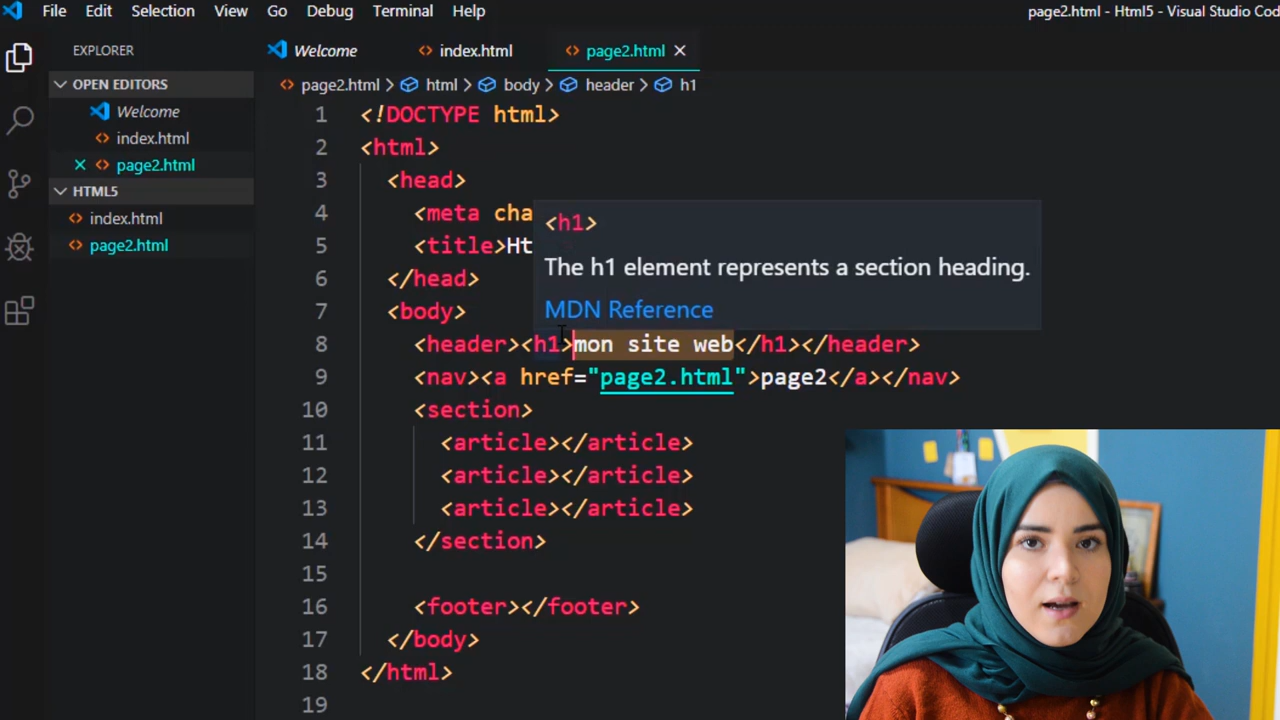 File Edit Selection View Go Debug Terminal Help page2.html - Html5 - Visual Studio Cod
EXPLORER
Welcome index.html page2.html
OPEN EDITORS
Welcome
index.html
page2.html
HTML5
index.html
page2.html
page2.html > html > body > header > h1
1 <!DOCTYPE html>
2 <html>
3 <head>
4 <meta cha
5 <title>Ht
6 </head>
7 <body>
8 <header><h1>mon site web</h1></header>
9 <nav><a href="page2.html">page2</a></nav>
10 <section>
11 <article></article>
12 <article></article>
13 <article></article>
14 </section>
15
16 <footer></footer>
17 </body>
18 </html>
19
<h1>
The h1 element represents a section heading.
MDN Reference